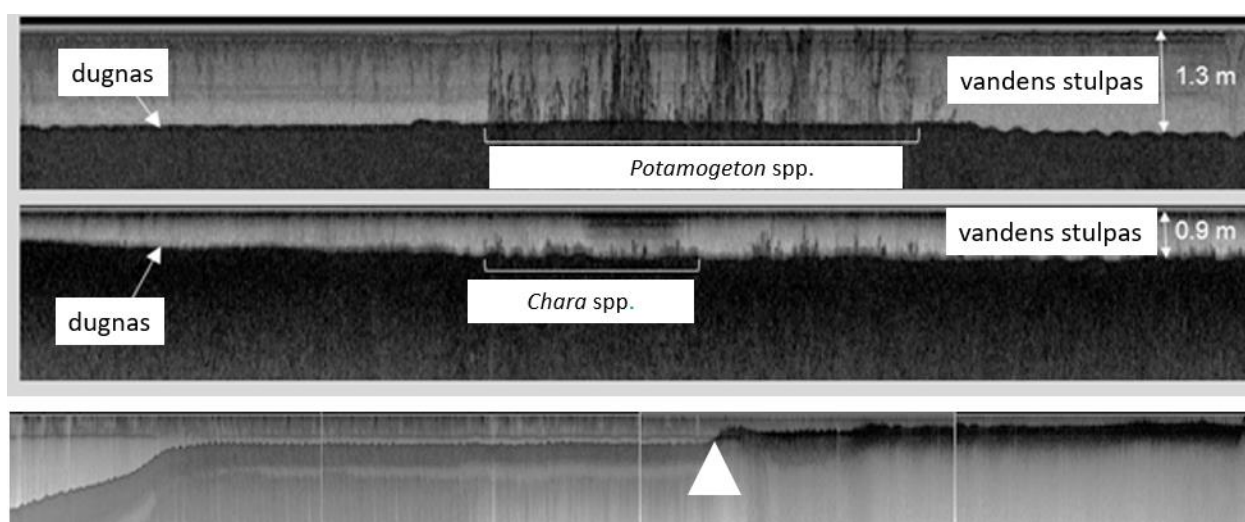 dugnas
vandens stulpas
1.3 m
Potamogeton spp.
vandens stulpas
0.9 m
dugnas
Chara spp.